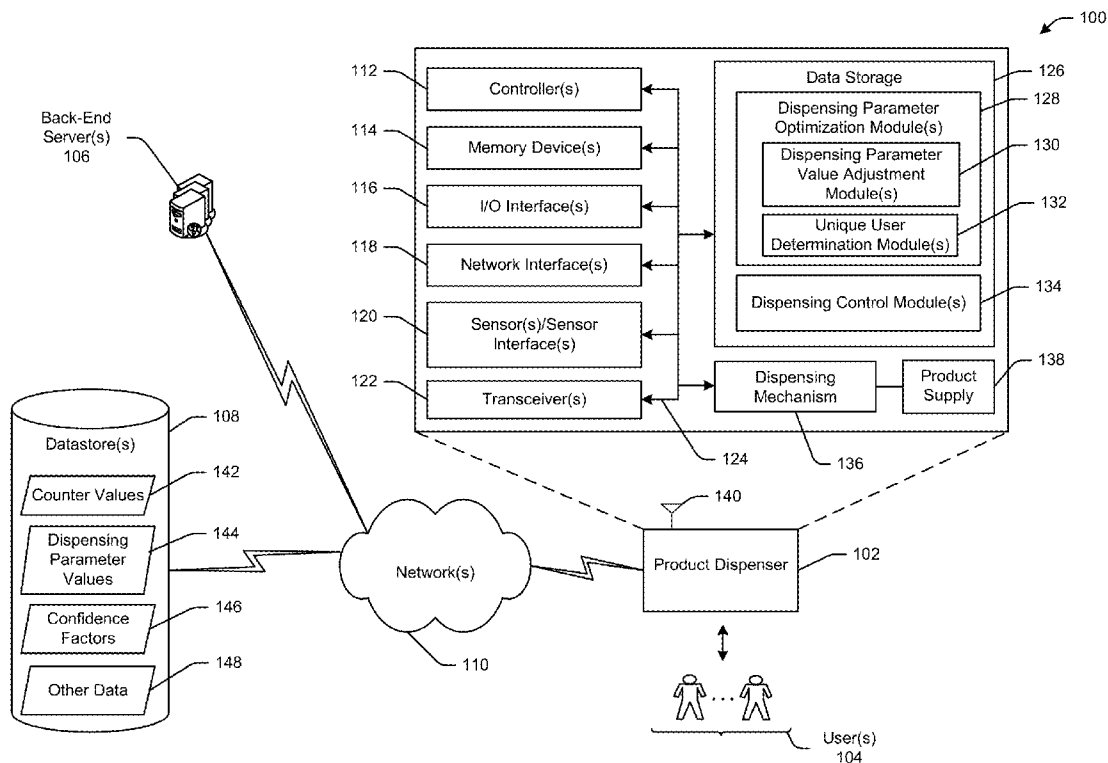 100
112
Controller(s)
114
Memory Device(s)
116
I/O Interface(s)
118
Network Interface(s)
120
Sensor(s)/Sensor
Interface(s)
122
Transceiver(s)
124
Data Storage
126
Dispensing Parameter
Optimization Module(s)
128
Dispensing Parameter
Value Adjustment
Module(s)
130
Unique User
Determination Module(s)
132
Dispensing Control Module(s)
134
Dispensing
Mechanism
136
Product
Supply
138
Back-End
Server(s)
106
Datastore(s)
108
Counter Values
142
Dispensing
Parameter
Values
144
Confidence
Factors
146
Other Data
148
Network(s)
110
140
Product Dispenser
102
...
User(s)
104